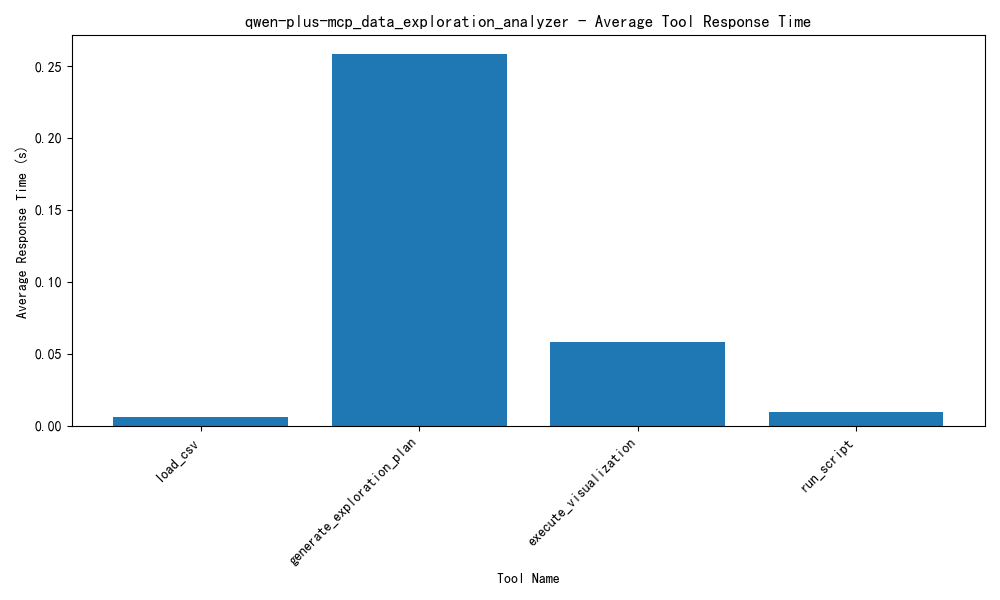 qwen-plus-mcp_data_exploration_analyzer - Average Tool Response Time
Average Response Time (s)
0.25
0.20
0.15
0.10
0.05
0.00
load_csv
generate_exploration_plan
execute_visualization
run_script
Tool Name